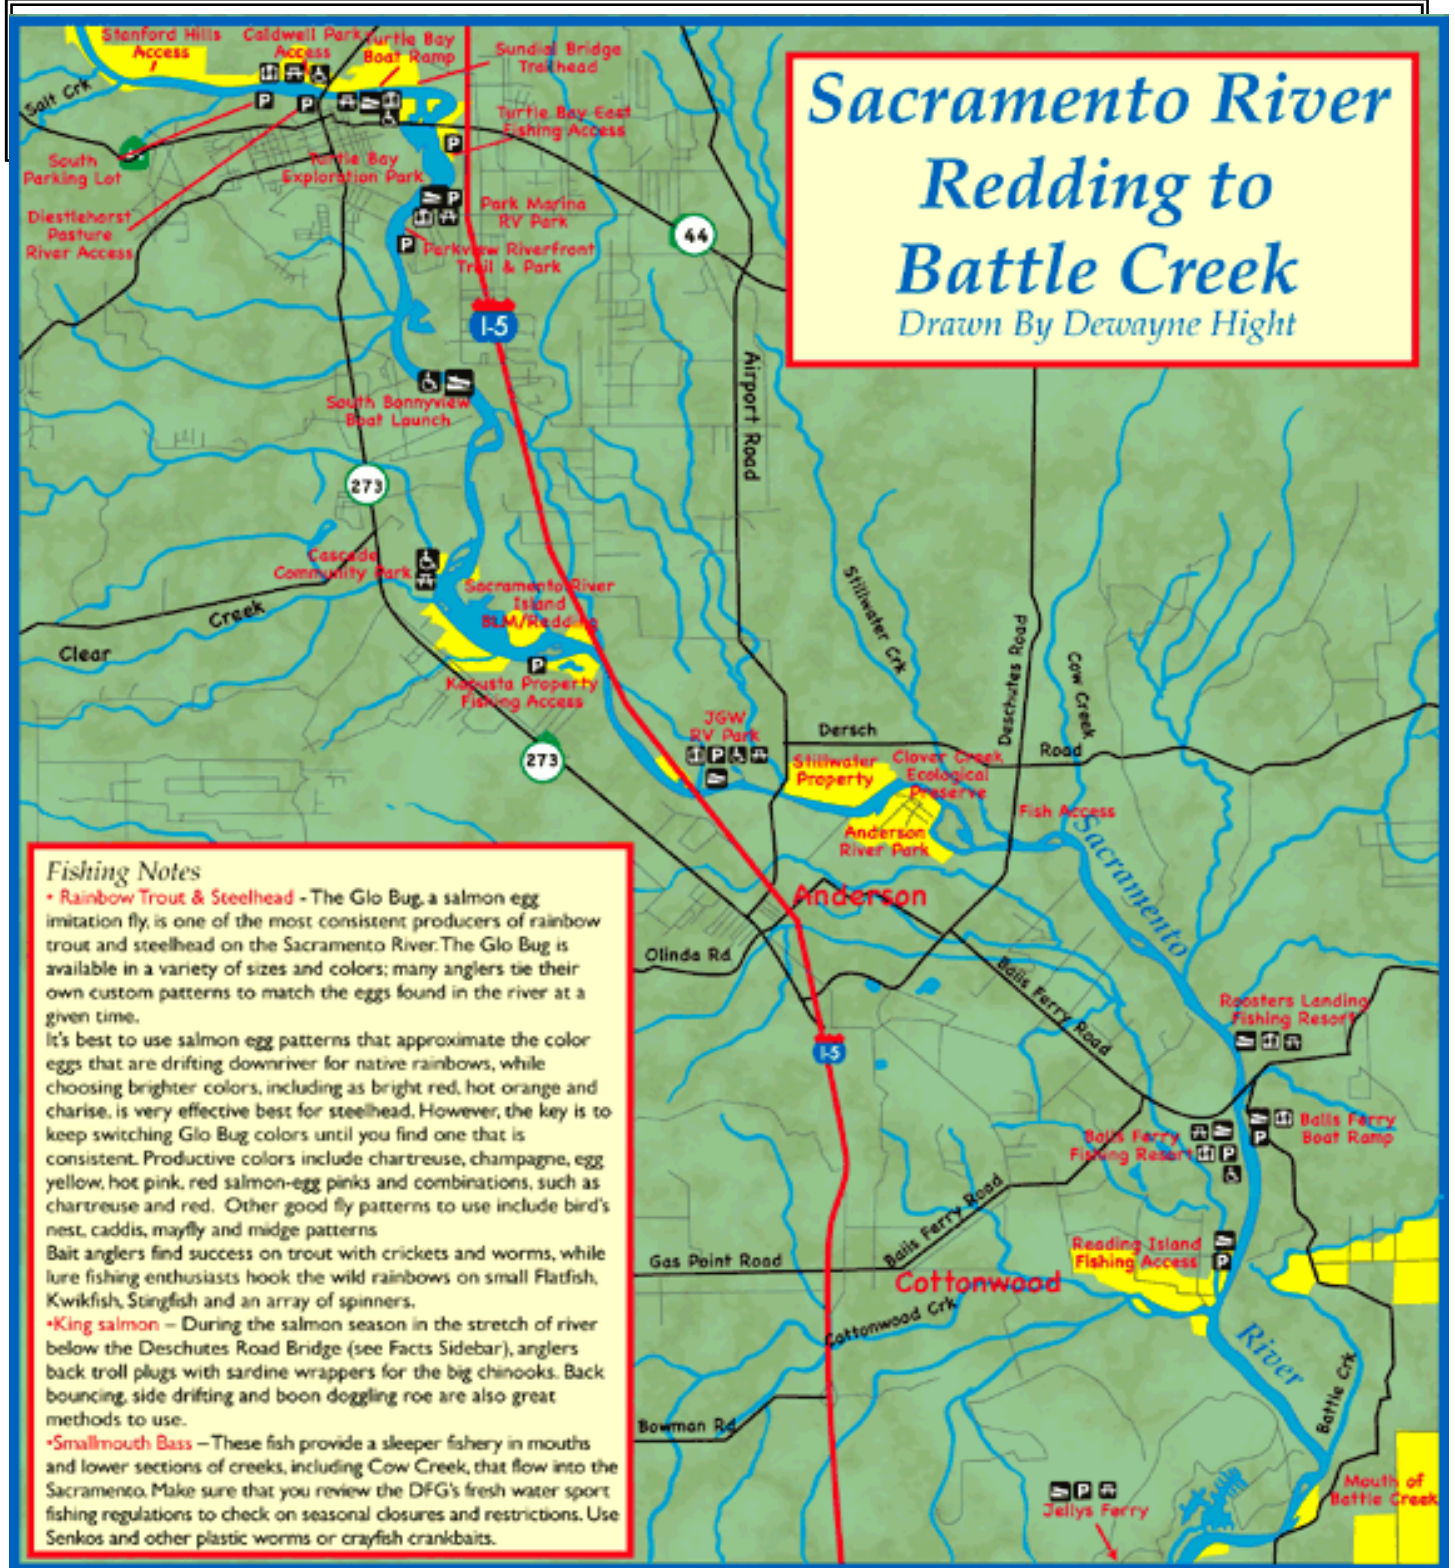 Stanford Hills
Access
Caldwell Park
Access
Turtle Bay
Boat Ramp
Sundial Bridge
Trailhead
Salt Crk
P
P
Turtle Bay East
Fishing Access
P
South
Parking Lot
Turtle Bay
Exploration Park
Diestlehorst
Pasture
River Access
P
Park Marina
RV Park
P
Parkview Riverfront
Trail & Park
44
I-5
Sacramento River
Redding to
Battle Creek
Drawn By Dewayne Hight
Airport Road
South Bonnyview
Boat Launch
273
Cascade
Community Park
Sacramento River
Island
BLM/Redding
Creek
Clear
P
Kapusta Property
Fishing Access
273
Stillwater Crk
Deschutes Road
Cow Creek
JGW
RV Park
P
Dersch
Road
Stillwater
Property
Clover Creek
Ecological
Preserve
Fish Access
Anderson
River Park
Sacramento
Anderson
Olinda Rd
Balls Ferry Road
Roosters Landing
Fishing Resort
I-5
Balls Ferry
Fishing Resort
P
P
Balls Ferry
Boat Ramp
Balls Ferry Road
Gas Point Road
Reading Island
Fishing Access
P
Cottonwood
Cottonwood Crk
River
Battle Crk
Bowman Rd
P
Jellys Ferry
Mouth of
Battle Creek
Fishing Notes
• Rainbow Trout & Steelhead - The Glo Bug, a salmon egg
imitation fly, is one of the most consistent producers of rainbow
trout and steelhead on the Sacramento River. The Glo Bug is
available in a variety of sizes and colors; many anglers tie their
own custom patterns to match the eggs found in the river at a
given time.
It's best to use salmon egg patterns that approximate the color
eggs that are drifting downriver for native rainbows, while
choosing brighter colors, including as bright red, hot orange and
charise, is very effective best for steelhead. However, the key is to
keep switching Glo Bug colors until you find one that is
consistent. Productive colors include chartreuse, champagne, egg
yellow, hot pink, red salmon-egg pinks and combinations, such as
chartreuse and red. Other good fly patterns to use include bird's
nest, caddis, mayfly and midge patterns
Bait anglers find success on trout with crickets and worms, while
lure fishing enthusiasts hook the wild rainbows on small Flatfish,
Kwikfish, Stingfish and an array of spinners.
•King salmon – During the salmon season in the stretch of river
below the Deschutes Road Bridge (see Facts Sidebar), anglers
back troll plugs with sardine wrappers for the big chinooks. Back
bouncing, side drifting and boon doggling roe are also great
methods to use.
•Smallmouth Bass – These fish provide a sleeper fishery in mouths
and lower sections of creeks, including Cow Creek, that flow into the
Sacramento. Make sure that you review the DFG's fresh water sport
fishing regulations to check on seasonal closures and restrictions. Use
Senkos and other plastic worms or crayfish crankbaits.